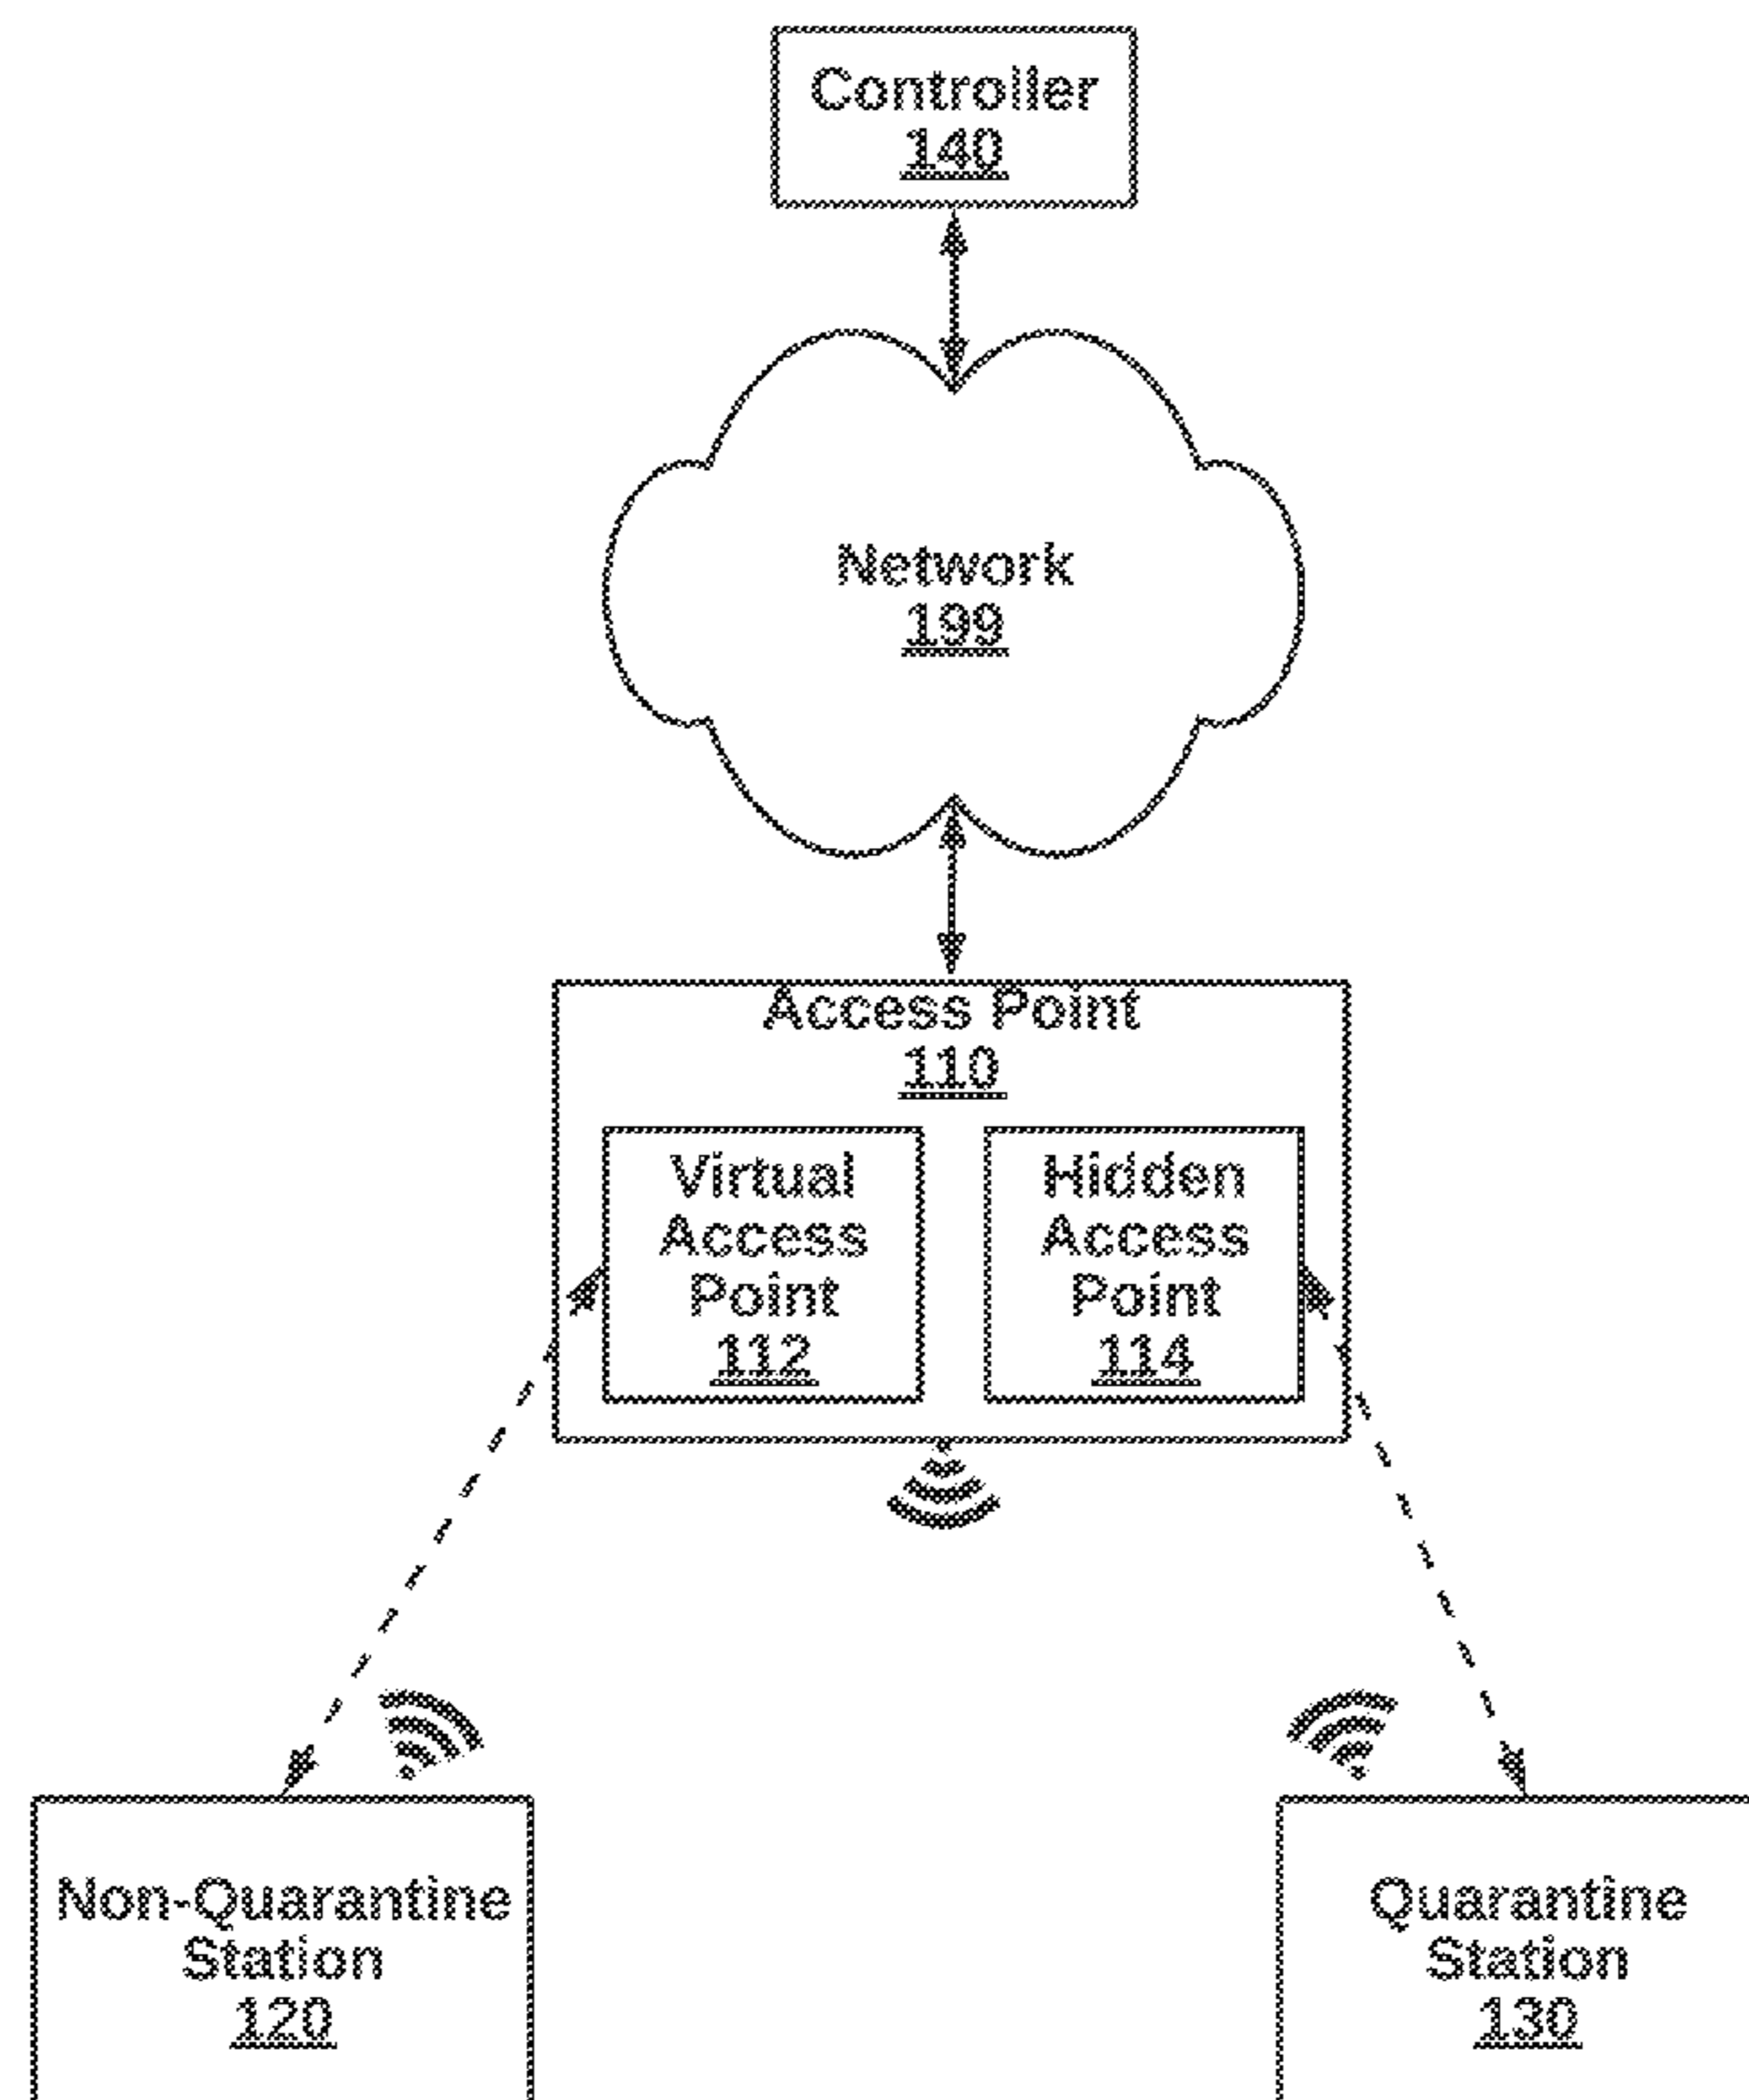 Controller
140
Network
199
Access Point
110
Virtual
Access
Point
112
Hidden
Access
Point
114
Non-Quarantine
Station
120
Quarantine
Station
130